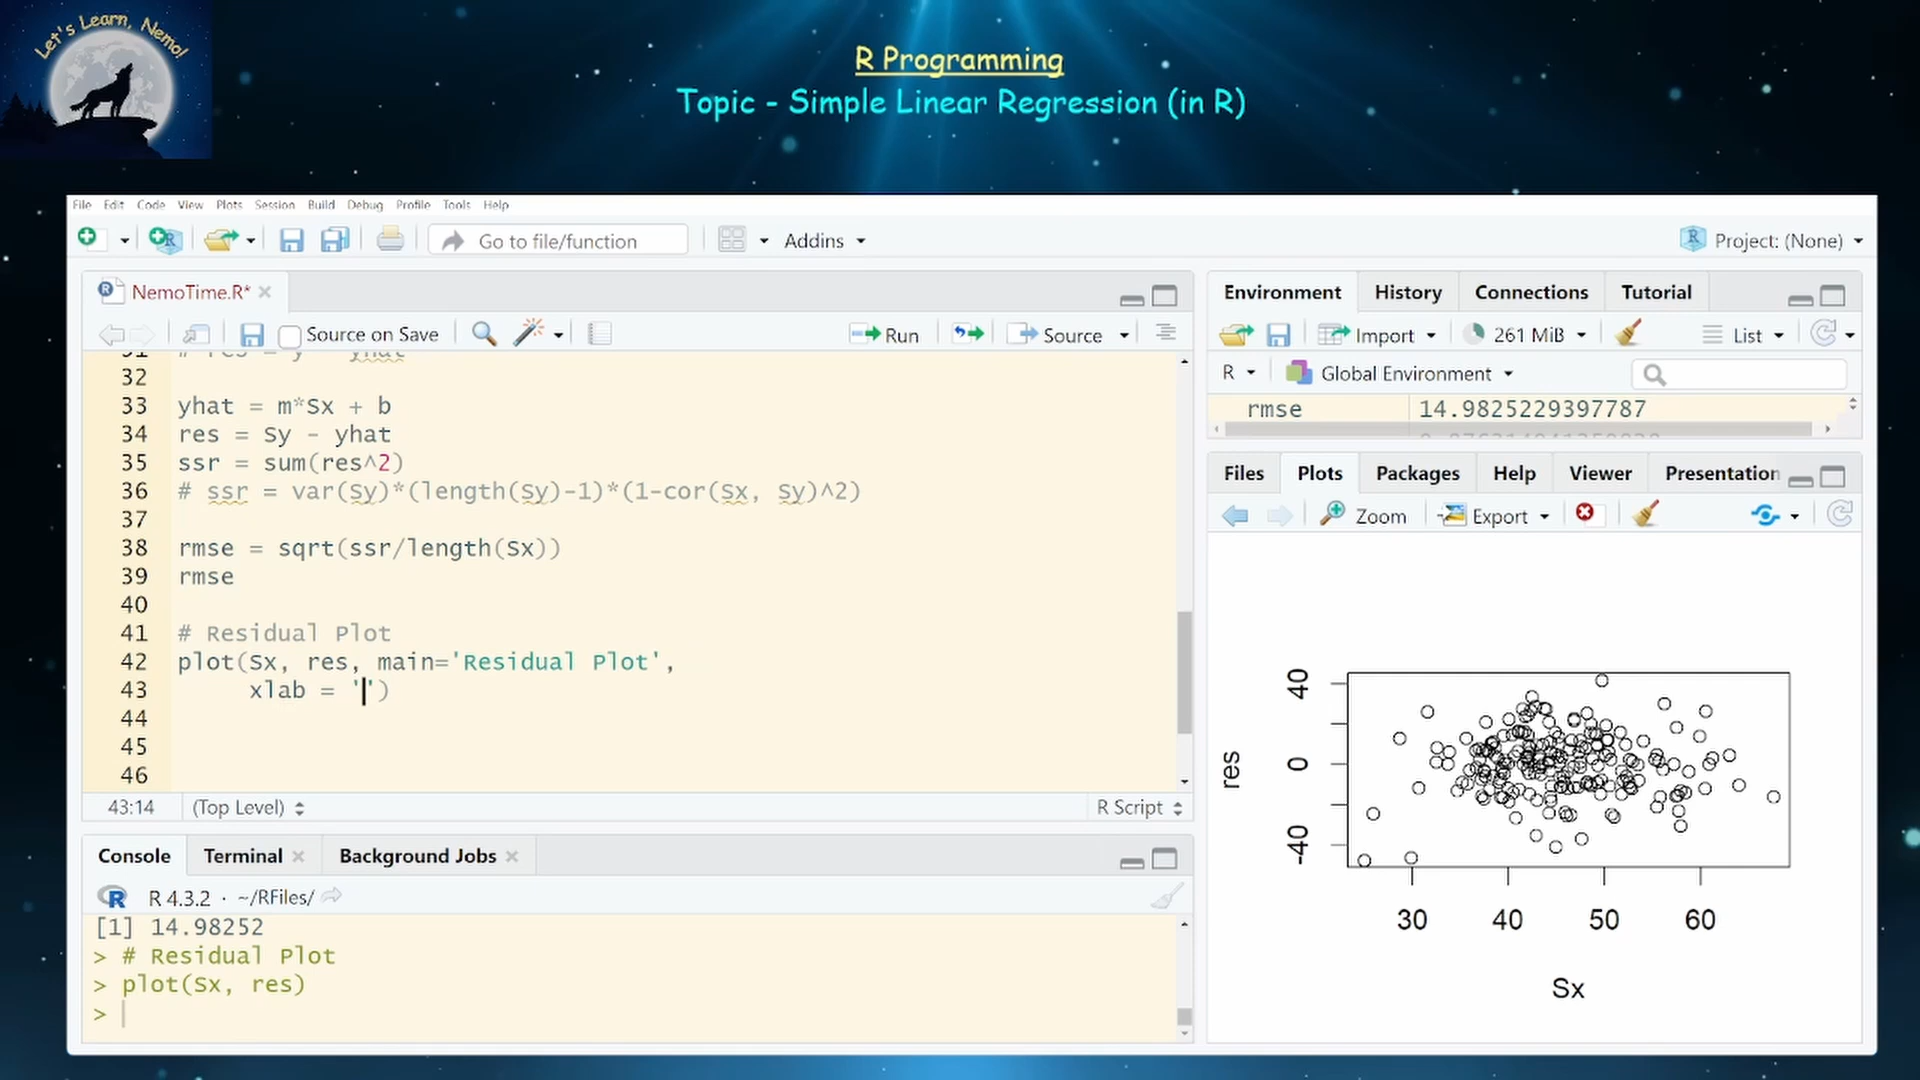 Let's Learn, Nemo!
R Programming
Topic - Simple Linear Regression (in R)
File Edit Code View Plots Session Build Debug Profile Tools Help
Go to file/function
Addins
Project: (None)
NemoTime.R*
Source on Save
Run
Source
31 # res = y - yhat
32
33 yhat = m*Sx + b
34 res = Sy - yhat
35 ssr = sum(res^2)
36 # ssr = var(Sy)*(length(Sy)-1)*(1-cor(Sx, Sy)^2)
37
38 rmse = sqrt(ssr/length(Sx))
39 rmse
40
41 # Residual Plot
42 plot(Sx, res, main='Residual Plot',
43 xlab = '')
44
45
46
43:14 (Top Level) R Script
Console Terminal Background Jobs
R 4.3.2 · ~/RFiles/
[1] 14.98252
> # Residual Plot
> plot(Sx, res)
>
Environment History Connections Tutorial
Import 261 MiB List
R Global Environment
rmse 14.9825229397787
Files Plots Packages Help Viewer Presentation
Zoom Export
40
0
-40
res
30 40 50 60
Sx